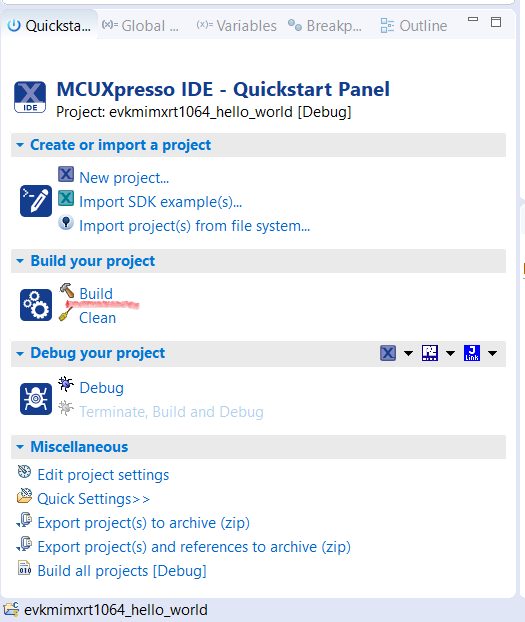 Quicksta...
Global ...
Variables
Breakp...
Outline
IDE
MCUXpresso IDE - Quickstart Panel
Project: evkmimxrt1064_hello_world [Debug]
Create or import a project
New project...
Import SDK example(s)...
Import project(s) from file system...
Build your project
Build
Clean
Debug your project
J
Link
Debug
Terminate, Build and Debug
Miscellaneous
Edit project settings
Quick Settings>>
Export project(s) to archive (zip)
Export project(s) and references to archive (zip)
Build all projects [Debug]
evkmimxrt1064_hello_world